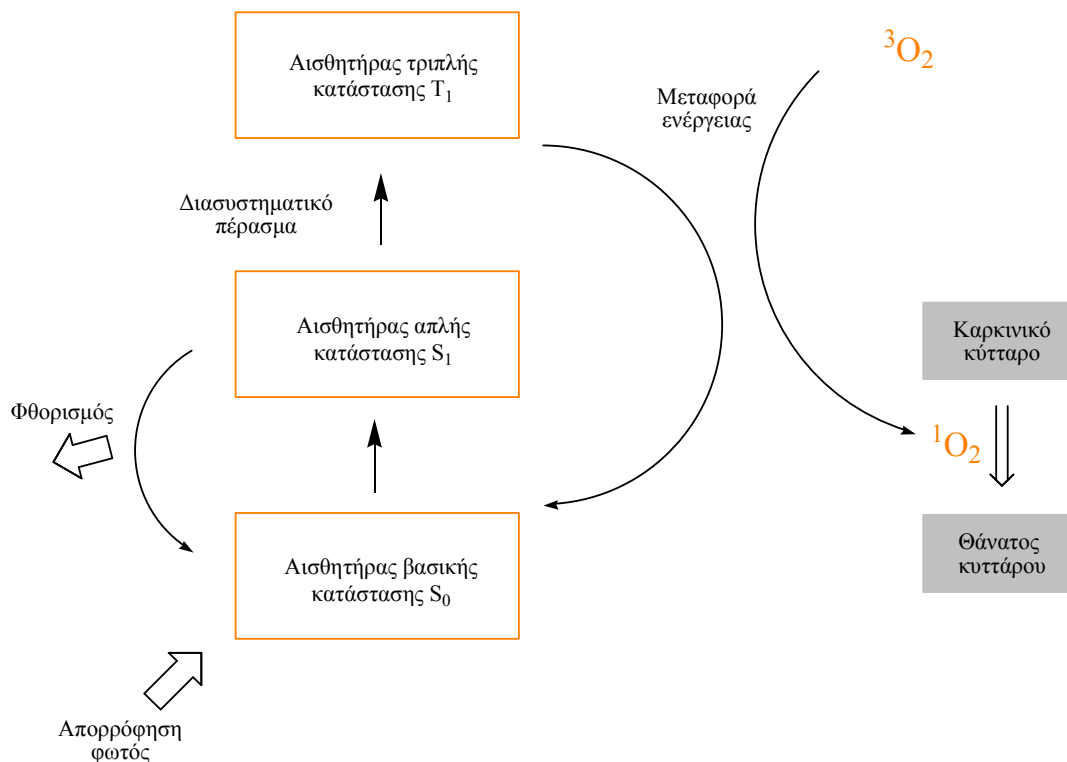 Αισθητήρας τριπλής
κατάστασης T₁
³O₂
Μεταφορά
ενέργειας
Διασυστηματικό
πέρασμα
Αισθητήρας απλής
κατάστασης S₁
Καρκινικό
κύτταρο
Φθορισμός
¹O₂
Αισθητήρας βασικής
κατάστασης S₀
Θάνατος
κυττάρου
Απορρόφηση
φωτός